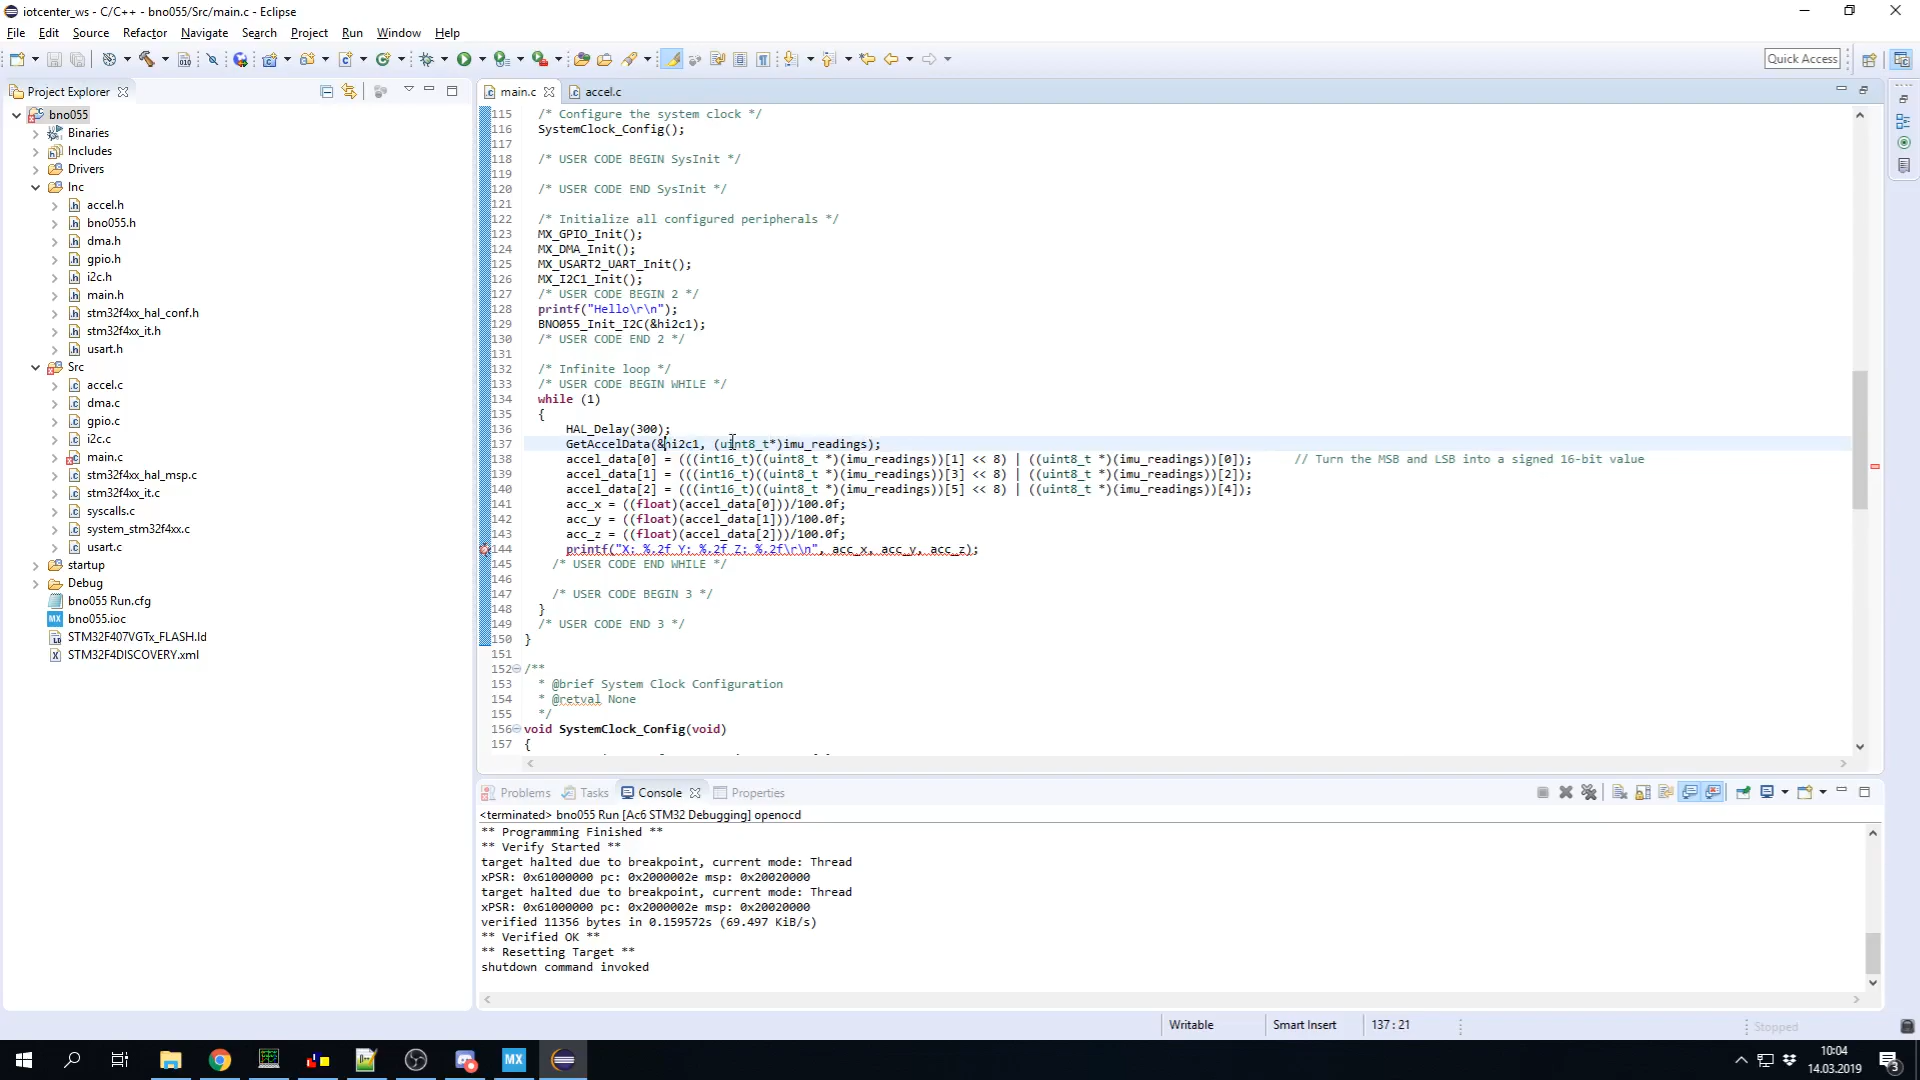 iotcenter_ws - C/C++ - bno055/Src/main.c - Eclipse
File Edit Source Refactor Navigate Search Project Run Window Help
Quick Access
Project Explorer
main.c
accel.c
bno055
Binaries
Includes
Drivers
Inc
accel.h
bno055.h
dma.h
gpio.h
i2c.h
main.h
stm32f4xx_hal_conf.h
stm32f4xx_it.h
usart.h
Src
accel.c
dma.c
gpio.c
i2c.c
main.c
stm32f4xx_hal_msp.c
stm32f4xx_it.c
syscalls.c
system_stm32f4xx.c
usart.c
startup
Debug
bno055 Run.cfg
bno055.ioc
STM32F407VGTx_FLASH.ld
STM32F4DISCOVERY.xml
115 /* Configure the system clock */
116 SystemClock_Config();
117
118 /* USER CODE BEGIN SysInit */
119
120 /* USER CODE END SysInit */
121
122 /* Initialize all configured peripherals */
123 MX_GPIO_Init();
124 MX_DMA_Init();
125 MX_USART2_UART_Init();
126 MX_I2C1_Init();
127 /* USER CODE BEGIN 2 */
128 printf("Hello\r\n");
129 BNO055_Init_I2C(&hi2c1);
130 /* USER CODE END 2 */
131
132 /* Infinite loop */
133 /* USER CODE BEGIN WHILE */
134 while (1)
135 {
136 HAL_Delay(300);
137 GetAccelData(&hi2c1, (uint8_t*)imu_readings);
138 accel_data[0] = (((int16_t)((uint8_t *)(imu_readings))[1] << 8) | ((uint8_t *)(imu_readings))[0]); // Turn the MSB and LSB into a signed 16-bit value
139 accel_data[1] = (((int16_t)((uint8_t *)(imu_readings))[3] << 8) | ((uint8_t *)(imu_readings))[2]);
140 accel_data[2] = (((int16_t)((uint8_t *)(imu_readings))[5] << 8) | ((uint8_t *)(imu_readings))[4]);
141 acc_x = ((float)(accel_data[0]))/100.0f;
142 acc_y = ((float)(accel_data[1]))/100.0f;
143 acc_z = ((float)(accel_data[2]))/100.0f;
144 printf("X: %.2f Y: %.2f Z: %.2f\r\n", acc_x, acc_y, acc_z);
145 /* USER CODE END WHILE */
146
147 /* USER CODE BEGIN 3 */
148 }
149 /* USER CODE END 3 */
150 }
151
152 /**
153 * @brief System Clock Configuration
154 * @retval None
155 */
156 void SystemClock_Config(void)
157 {
Problems Tasks Console Properties
<terminated> bno055 Run [Ac6 STM32 Debugging] openocd
** Programming Finished **
** Verify Started **
target halted due to breakpoint, current mode: Thread
xPSR: 0x61000000 pc: 0x2000002e msp: 0x20020000
target halted due to breakpoint, current mode: Thread
xPSR: 0x61000000 pc: 0x2000002e msp: 0x20020000
verified 11356 bytes in 0.159572s (69.497 KiB/s)
** Verified OK **
** Resetting Target **
shutdown command invoked
Writable Smart Insert 137 : 21 Stopped
MX
10:04
14.03.2019
3